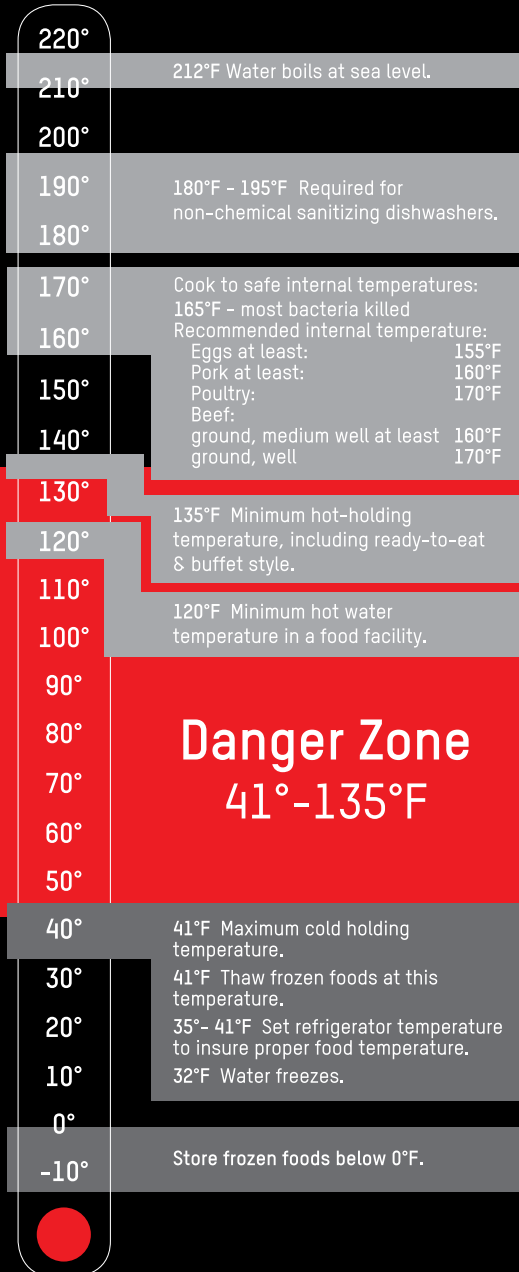 220°
212°F Water boils at sea level.
210°
200°
190°
180°F - 195°F Required for
non-chemical sanitizing dishwashers.
180°
170°
Cook to safe internal temperatures:
165°F - most bacteria killed
Recommended internal temperature:
160°
Eggs at least: 155°F
Pork at least: 160°F
Poultry: 170°F
150°
Beef:
140°
ground, medium well at least 160°F
ground, well 170°F
130°
135°F Minimum hot-holding
120°
temperature, including ready-to-eat
& buffet style.
110°
120°F Minimum hot water
100°
temperature in a food facility.
90°
80°
Danger Zone
70°
41°-135°F
60°
50°
40°
41°F Maximum cold holding
temperature.
30°
41°F Thaw frozen foods at this
temperature.
20°
35°- 41°F Set refrigerator temperature
to insure proper food temperature.
10°
32°F Water freezes.
0°
Store frozen foods below 0°F.
-10°